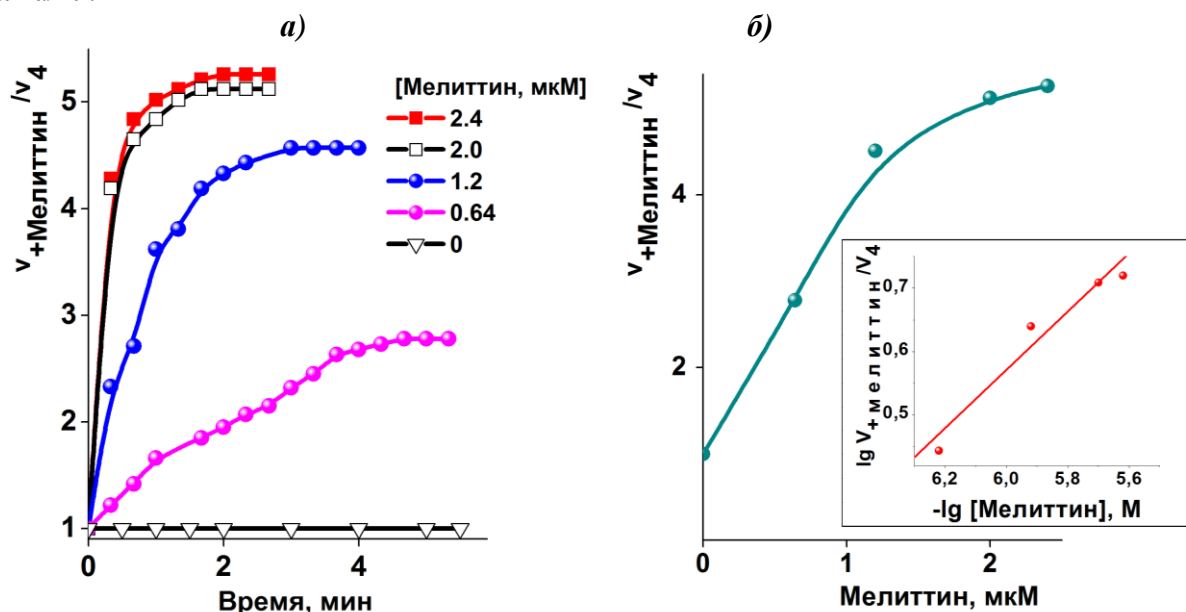 а)
v+Мелиттин /v4
5
4
3
2
1
0
2
4
Время, мин
[Мелиттин, мкМ]
2.4
2.0
1.2
0.64
0
б)
v+Мелиттин /v4
4
2
0
1
2
Мелиттин, мкМ
lg V+мелиттин /V4
0,7
0,6
0,5
6,2
6,0
5,8
5,6
-lg [Мелиттин], М